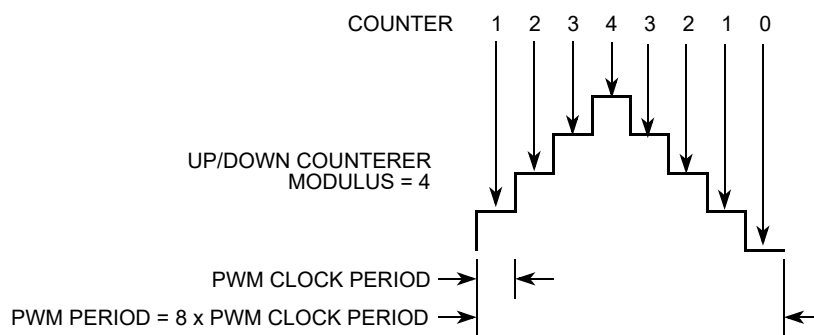 COUNTER 1 2 3 4 3 2 1 0
UP/DOWN COUNTERER
MODULUS = 4
PWM CLOCK PERIOD
PWM PERIOD = 8 x PWM CLOCK PERIOD